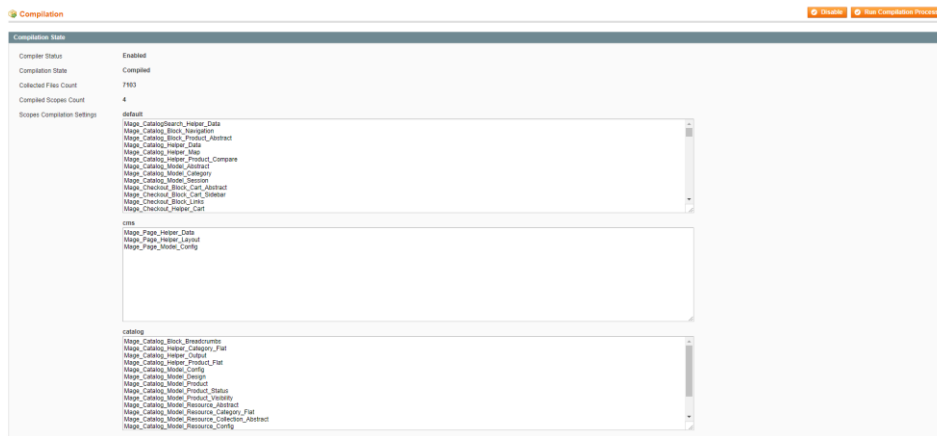 Compilation
Disable
Run Compilation Process
Compilation State
Compiler Status Enabled
Compilation State Compiled
Collected Files Count 7103
Compiled Scopes Count 4
Scopes Compilation Settings default
Mage_CatalogSearch_Helper_Data
Mage_Catalog_Block_Navigation
Mage_Catalog_Block_Product_Abstract
Mage_Catalog_Helper_Data
Mage_Catalog_Helper_Map
Mage_Catalog_Helper_Product_Compare
Mage_Catalog_Model_Abstract
Mage_Catalog_Model_Category
Mage_Catalog_Model_Session
Mage_Checkout_Block_Cart_Abstract
Mage_Checkout_Block_Cart_Sidebar
Mage_Checkout_Block_Links
Mage_Checkout_Helper_Cart
cms
Mage_Page_Helper_Data
Mage_Page_Helper_Layout
Mage_Page_Model_Config
catalog
Mage_Catalog_Block_Breadcrumbs
Mage_Catalog_Helper_Category_Flat
Mage_Catalog_Helper_Output
Mage_Catalog_Helper_Product_Flat
Mage_Catalog_Model_Config
Mage_Catalog_Model_Design
Mage_Catalog_Model_Product
Mage_Catalog_Model_Product_Status
Mage_Catalog_Model_Product_Visibility
Mage_Catalog_Model_Resource_Abstract
Mage_Catalog_Model_Resource_Category_Flat
Mage_Catalog_Model_Resource_Collection_Abstract
Mage_Catalog_Model_Resource_Config